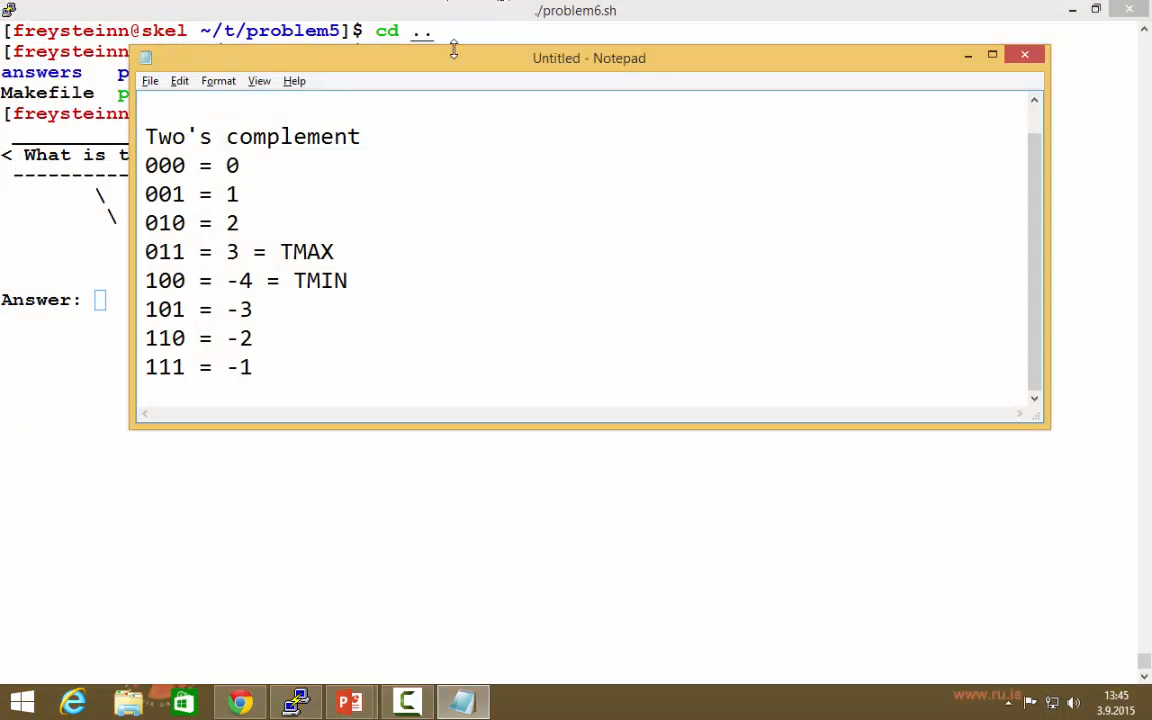 ./problem6.sh
[freysteinn@skel ~/t/problem5]$ cd ..
[freysteinn
answers p
Makefile p
[freysteinn
< What is t
Answer:
Untitled - Notepad
File Edit Format View Help
Two's complement
000 = 0
001 = 1
010 = 2
011 = 3 = TMAX
100 = -4 = TMIN
101 = -3
110 = -2
111 = -1
www.ru.is
13:45
3.9.2015